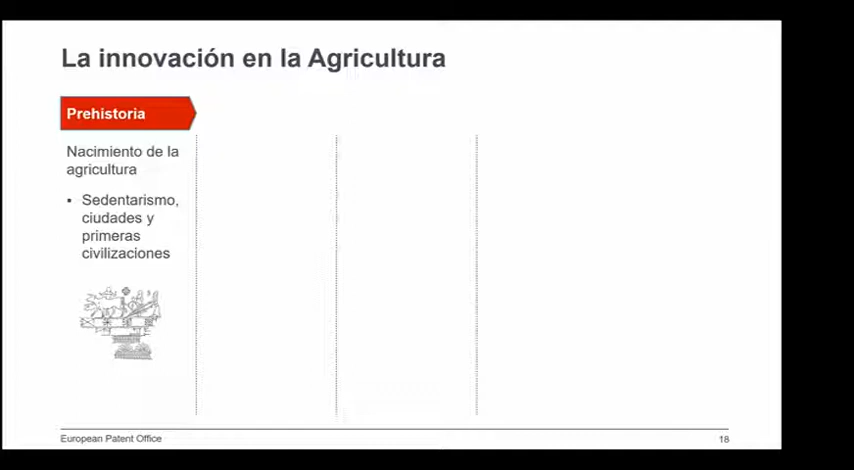 La innovación en la Agricultura
Prehistoria
Nacimiento de la
agricultura
• Sedentarismo,
ciudades y
primeras
civilizaciones
European Patent Office
18